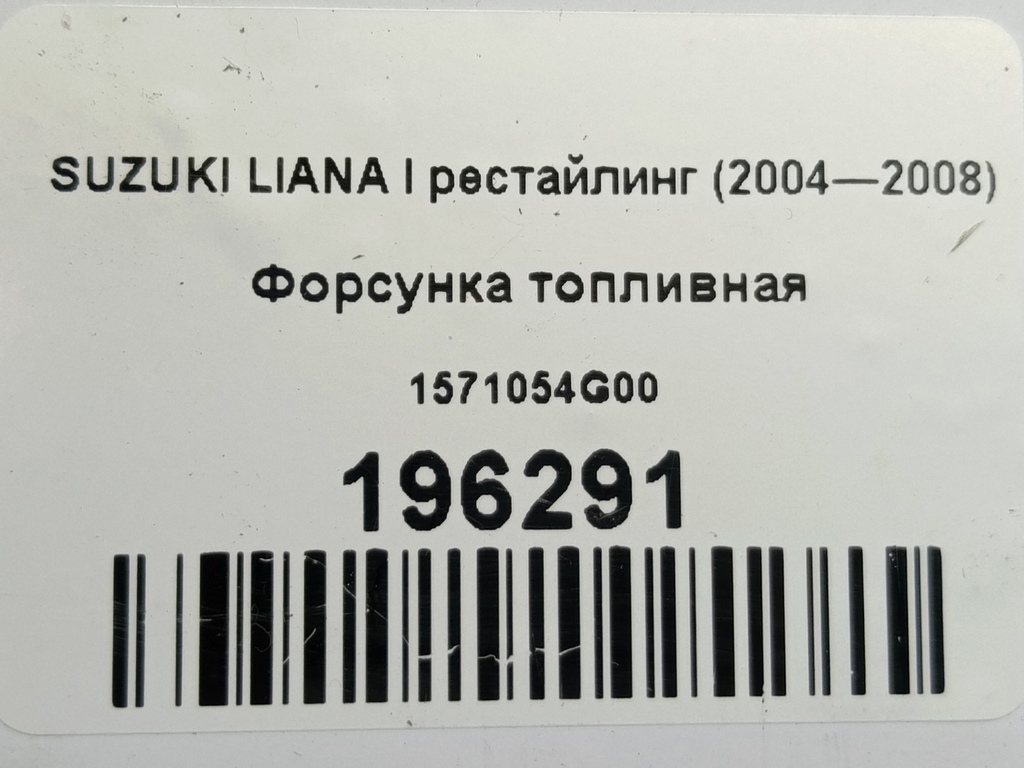 SUZUKI LIANA I рестайлинг (2004—2008)
Форсунка топливная
1571054G00
196291